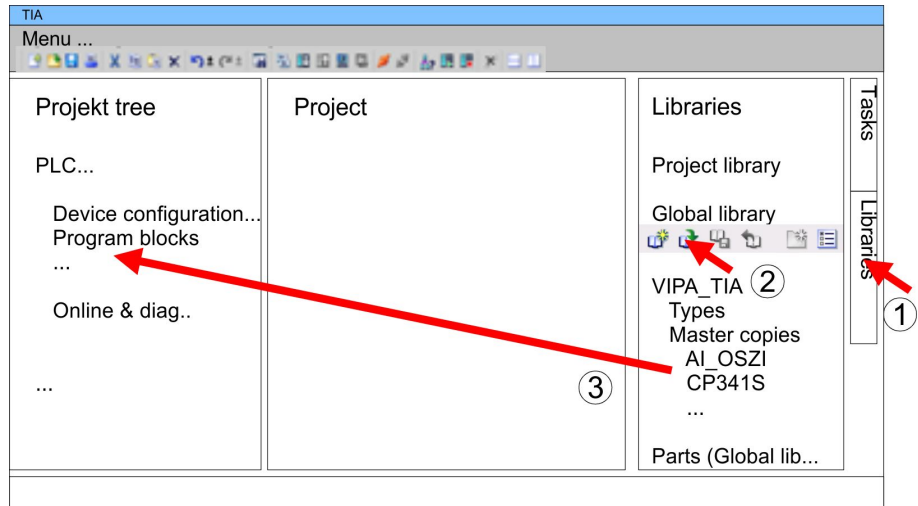 TIA
Menu ...
Projekt tree
PLC...
Device configuration...
Program blocks
...
Online & diag..
...
Project
③
Libraries
Project library
Global library
②
VIPA_TIA
Types
Master copies
AI_OSZI
CP341S
...
Parts (Global lib...
Tasks
Libraries
①